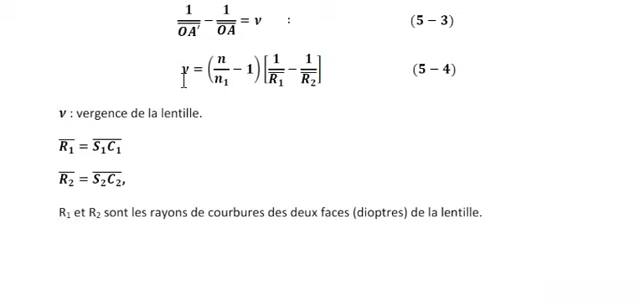 1/OA′ − 1/OA = v : (5 − 3)
v = (n/n₁ − 1) [1/R₁ − 1/R₂] (5 − 4)
v : vergence de la lentille.
R₁ = S₁C₁
R₂ = S₂C₂,
R₁ et R₂ sont les rayons de courbures des deux faces (dioptres) de la lentille.